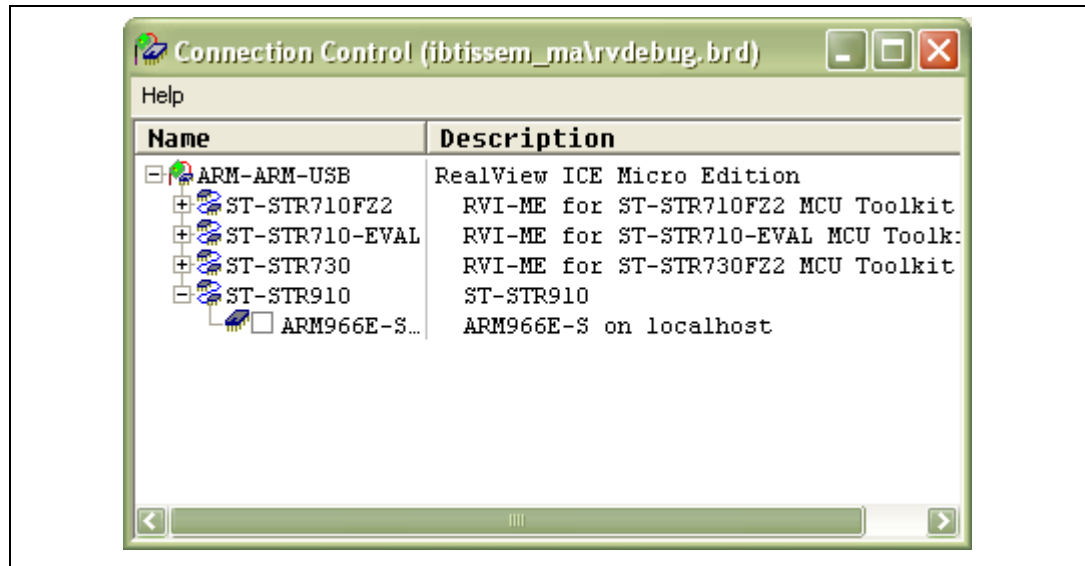 Connection Control (ibtissem_ma\rvdebug.brd)
Help
Name Description
ARM-ARM-USB RealView ICE Micro Edition
ST-STR710FZ2 RVI-ME for ST-STR710FZ2 MCU Toolkit
ST-STR710-EVAL RVI-ME for ST-STR710-EVAL MCU Toolk
ST-STR730 RVI-ME for ST-STR730FZ2 MCU Toolkit
ST-STR910 ST-STR910
ARM966E-S… ARM966E-S on localhost